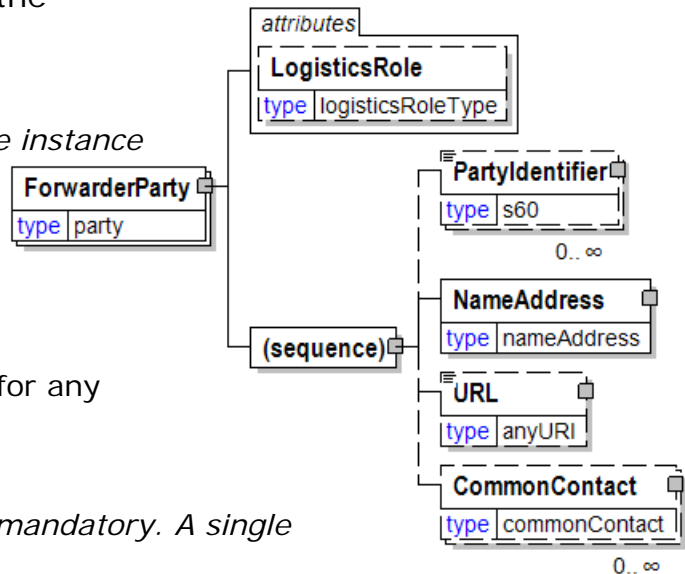 the
attributes
LogisticsRole
type logisticsRoleType
e instance
ForwarderParty
type party
PartyIdentifier
type s60
0.. ∞
NameAddress
type nameAddress
(sequence)
for any
URL
type anyURI
CommonContact
mandatory. A single
type commonContact
0.. ∞